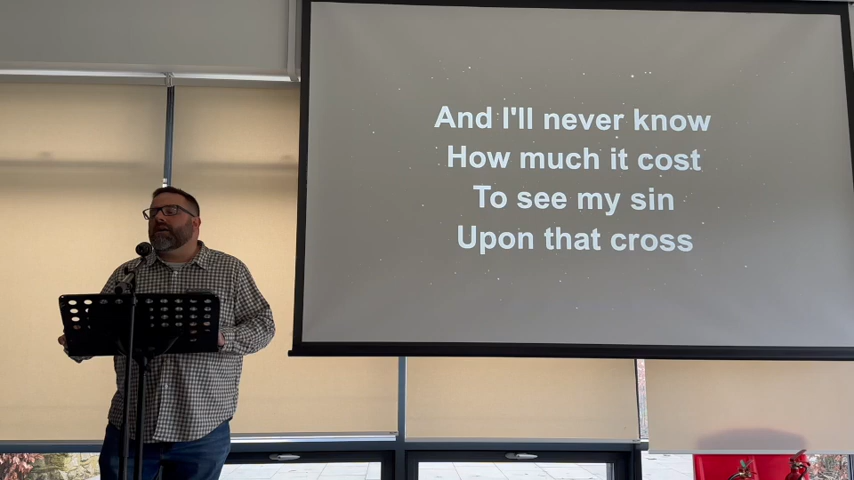 And I'll never know
How much it cost
To see my sin
Upon that cross